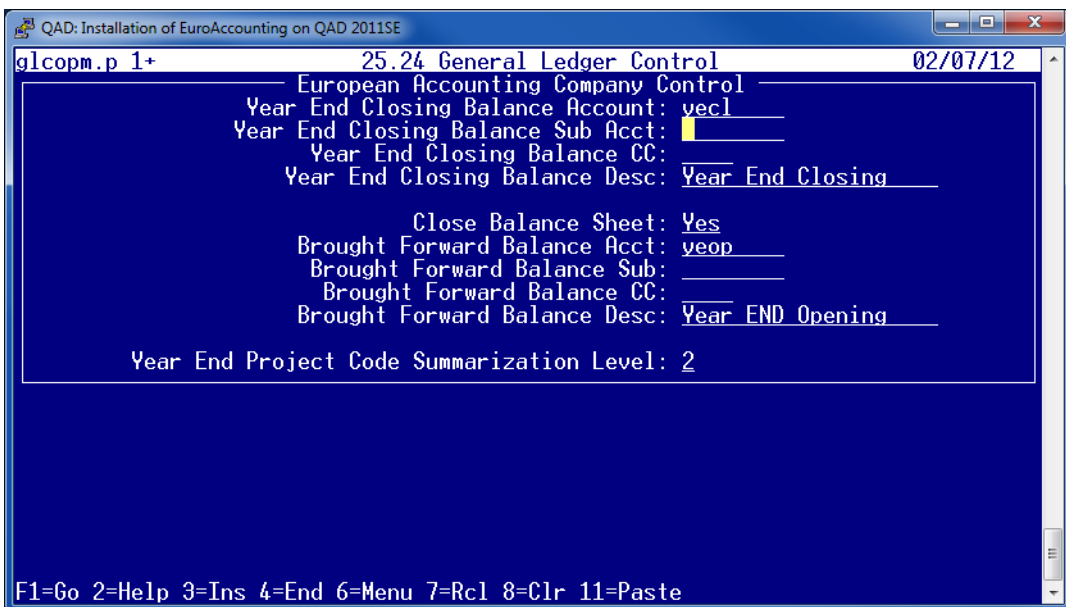 QAD: Installation of EuroAccounting on QAD 2011SE
glcopm.p 1+ 25.24 General Ledger Control 02/07/12
European Accounting Company Control
Year End Closing Balance Account: yecl
Year End Closing Balance Sub Acct:
Year End Closing Balance CC:
Year End Closing Balance Desc: Year End Closing
Close Balance Sheet: Yes
Brought Forward Balance Acct: yeop
Brought Forward Balance Sub:
Brought Forward Balance CC:
Brought Forward Balance Desc: Year END Opening
Year End Project Code Summarization Level: 2
F1=Go 2=Help 3=Ins 4=End 6=Menu 7=Rcl 8=Clr 11=Paste